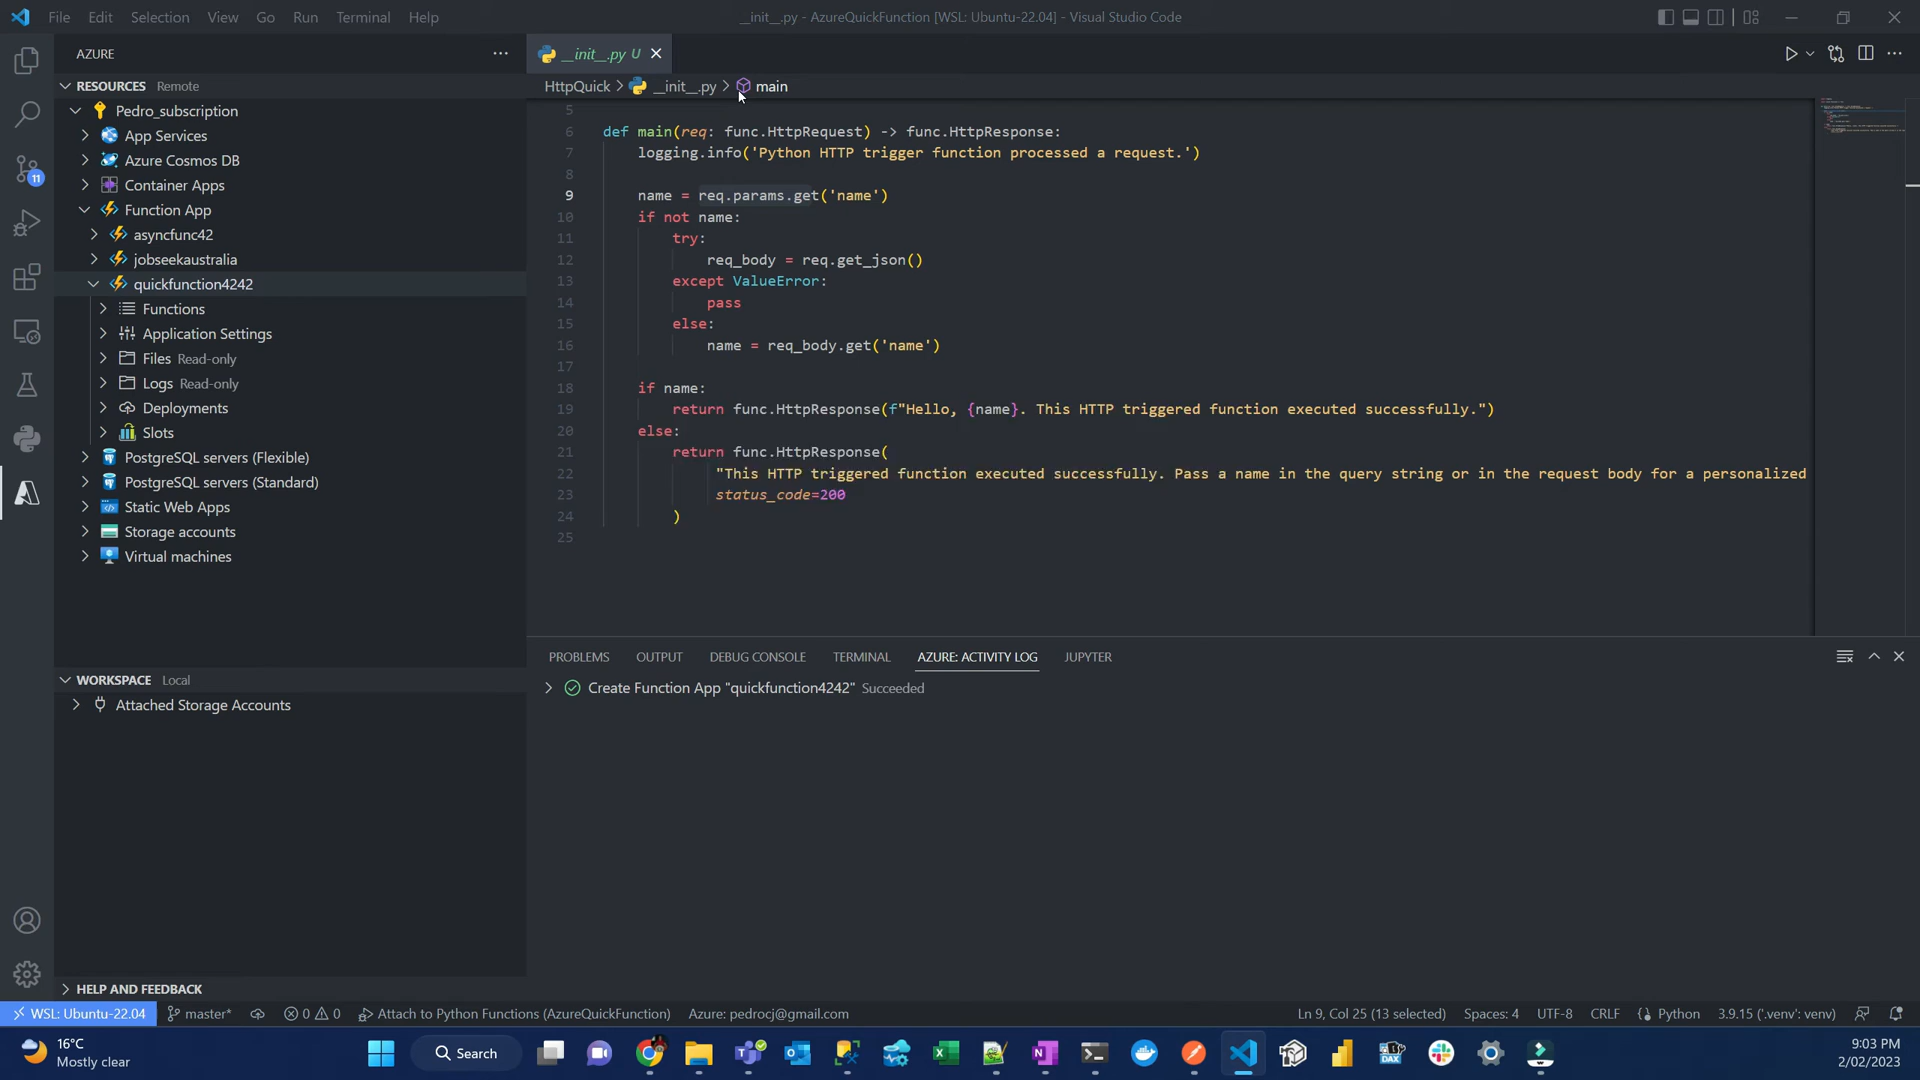 File Edit Selection View Go Run Terminal Help
__init__.py - AzureQuickFunction [WSL: Ubuntu-22.04] - Visual Studio Code
AZURE
RESOURCES Remote
Pedro_subscription
App Services
Azure Cosmos DB
Container Apps
Function App
asyncfunc42
jobseekaustralia
quickfunction4242
Functions
Application Settings
Files Read-only
Logs Read-only
Deployments
Slots
PostgreSQL servers (Flexible)
PostgreSQL servers (Standard)
Static Web Apps
Storage accounts
Virtual machines
WORKSPACE Local
Attached Storage Accounts
HELP AND FEEDBACK
11
__init__.py U
HttpQuick > __init__.py > main
5
6 def main(req: func.HttpRequest) -> func.HttpResponse:
7 logging.info('Python HTTP trigger function processed a request.')
8
9 name = req.params.get('name')
10 if not name:
11 try:
12 req_body = req.get_json()
13 except ValueError:
14 pass
15 else:
16 name = req_body.get('name')
17
18 if name:
19 return func.HttpResponse(f"Hello, {name}. This HTTP triggered function executed successfully.")
20 else:
21 return func.HttpResponse(
22 "This HTTP triggered function executed successfully. Pass a name in the query string or in the request body for a personalized
23 status_code=200
24 )
25
PROBLEMS OUTPUT DEBUG CONSOLE TERMINAL AZURE: ACTIVITY LOG JUPYTER
Create Function App "quickfunction4242" Succeeded
WSL: Ubuntu-22.04 master* 0 0 Attach to Python Functions (AzureQuickFunction) Azure: pedrocj@gmail.com Ln 9, Col 25 (13 selected) Spaces: 4 UTF-8 CRLF Python 3.9.15 ('.venv': venv)
16°C
Mostly clear
Search
DAX
9:03 PM
2/02/2023